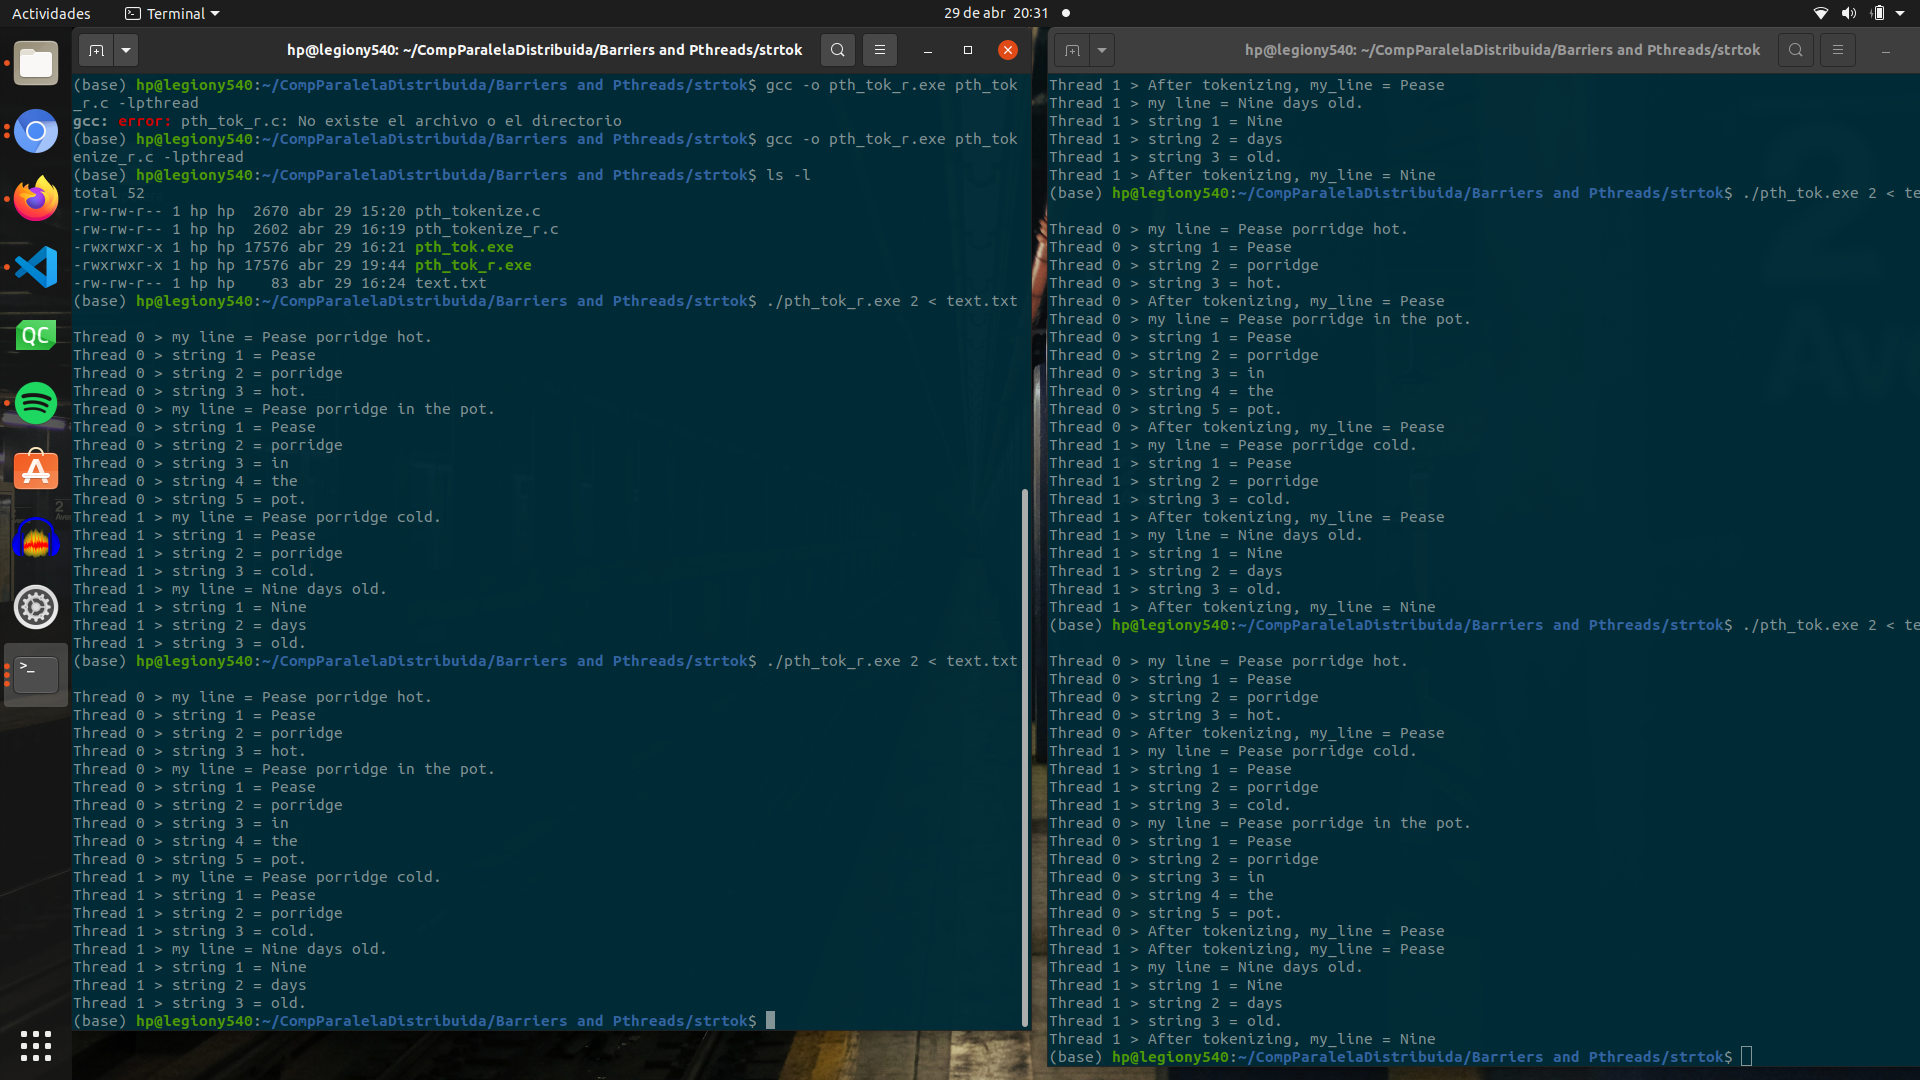 Actividades
Terminal
29 de abr 20:31
hp@legiony540: ~/CompParalelaDistribuida/Barriers and Pthreads/strtok
(base) hp@legiony540:~/CompParalelaDistribuida/Barriers and Pthreads/strtok$ gcc -o pth_tok_r.exe pth_tok
_r.c -lpthread
gcc: error: pth_tok_r.c: No existe el archivo o el directorio
(base) hp@legiony540:~/CompParalelaDistribuida/Barriers and Pthreads/strtok$ gcc -o pth_tok_r.exe pth_tok
enize_r.c -lpthread
(base) hp@legiony540:~/CompParalelaDistribuida/Barriers and Pthreads/strtok$ ls -l
total 52
-rw-rw-r-- 1 hp hp  2670 abr 29 15:20 pth_tokenize.c
-rw-rw-r-- 1 hp hp  2602 abr 29 16:19 pth_tokenize_r.c
-rwxrwxr-x 1 hp hp 17576 abr 29 16:21 pth_tok.exe
-rwxrwxr-x 1 hp hp 17576 abr 29 19:44 pth_tok_r.exe
-rw-rw-r-- 1 hp hp    83 abr 29 16:24 text.txt
(base) hp@legiony540:~/CompParalelaDistribuida/Barriers and Pthreads/strtok$ ./pth_tok_r.exe 2 < text.txt
Thread 0 > my line = Pease porridge hot.
Thread 0 > string 1 = Pease
Thread 0 > string 2 = porridge
Thread 0 > string 3 = hot.
Thread 0 > my line = Pease porridge in the pot.
Thread 0 > string 1 = Pease
Thread 0 > string 2 = porridge
Thread 0 > string 3 = in
Thread 0 > string 4 = the
Thread 0 > string 5 = pot.
Thread 1 > my line = Pease porridge cold.
Thread 1 > string 1 = Pease
Thread 1 > string 2 = porridge
Thread 1 > string 3 = cold.
Thread 1 > my line = Nine days old.
Thread 1 > string 1 = Nine
Thread 1 > string 2 = days
Thread 1 > string 3 = old.
(base) hp@legiony540:~/CompParalelaDistribuida/Barriers and Pthreads/strtok$ ./pth_tok_r.exe 2 < text.txt
Thread 0 > my line = Pease porridge hot.
Thread 0 > string 1 = Pease
Thread 0 > string 2 = porridge
Thread 0 > string 3 = hot.
Thread 0 > my line = Pease porridge in the pot.
Thread 0 > string 1 = Pease
Thread 0 > string 2 = porridge
Thread 0 > string 3 = in
Thread 0 > string 4 = the
Thread 0 > string 5 = pot.
Thread 1 > my line = Pease porridge cold.
Thread 1 > string 1 = Pease
Thread 1 > string 2 = porridge
Thread 1 > string 3 = cold.
Thread 1 > my line = Nine days old.
Thread 1 > string 1 = Nine
Thread 1 > string 2 = days
Thread 1 > string 3 = old.
(base) hp@legiony540:~/CompParalelaDistribuida/Barriers and Pthreads/strtok$
hp@legiony540: ~/CompParalelaDistribuida/Barriers and Pthreads/strtok
Thread 1 > After tokenizing, my_line = Pease
Thread 1 > my line = Nine days old.
Thread 1 > string 1 = Nine
Thread 1 > string 2 = days
Thread 1 > string 3 = old.
Thread 1 > After tokenizing, my_line = Nine
(base) hp@legiony540:~/CompParalelaDistribuida/Barriers and Pthreads/strtok$ ./pth_tok.exe 2 < te
Thread 0 > my line = Pease porridge hot.
Thread 0 > string 1 = Pease
Thread 0 > string 2 = porridge
Thread 0 > string 3 = hot.
Thread 0 > After tokenizing, my_line = Pease
Thread 0 > my line = Pease porridge in the pot.
Thread 0 > string 1 = Pease
Thread 0 > string 2 = porridge
Thread 0 > string 3 = in
Thread 0 > string 4 = the
Thread 0 > string 5 = pot.
Thread 0 > After tokenizing, my_line = Pease
Thread 1 > my line = Pease porridge cold.
Thread 1 > string 1 = Pease
Thread 1 > string 2 = porridge
Thread 1 > string 3 = cold.
Thread 1 > After tokenizing, my_line = Pease
Thread 1 > my line = Nine days old.
Thread 1 > string 1 = Nine
Thread 1 > string 2 = days
Thread 1 > string 3 = old.
Thread 1 > After tokenizing, my_line = Nine
(base) hp@legiony540:~/CompParalelaDistribuida/Barriers and Pthreads/strtok$ ./pth_tok.exe 2 < te
Thread 0 > my line = Pease porridge hot.
Thread 0 > string 1 = Pease
Thread 0 > string 2 = porridge
Thread 0 > string 3 = hot.
Thread 0 > After tokenizing, my_line = Pease
Thread 1 > my line = Pease porridge cold.
Thread 1 > string 1 = Pease
Thread 1 > string 2 = porridge
Thread 1 > string 3 = cold.
Thread 0 > my line = Pease porridge in the pot.
Thread 0 > string 1 = Pease
Thread 0 > string 2 = porridge
Thread 0 > string 3 = in
Thread 0 > string 4 = the
Thread 0 > string 5 = pot.
Thread 0 > After tokenizing, my_line = Pease
Thread 1 > After tokenizing, my_line = Pease
Thread 1 > my line = Nine days old.
Thread 1 > string 1 = Nine
Thread 1 > string 2 = days
Thread 1 > string 3 = old.
Thread 1 > After tokenizing, my_line = Nine
(base) hp@legiony540:~/CompParalelaDistribuida/Barriers and Pthreads/strtok$
QC